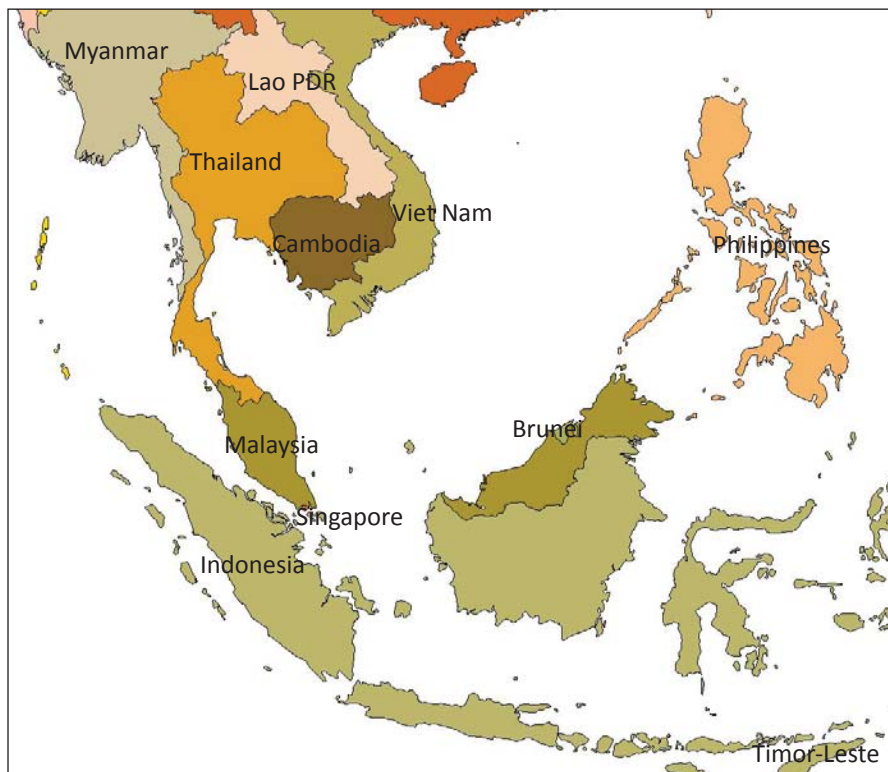 Myanmar
Lao PDR
Thailand
Viet Nam
Cambodia
Philippines
Brunei
Malaysia
Singapore
Indonesia
Timor-Leste